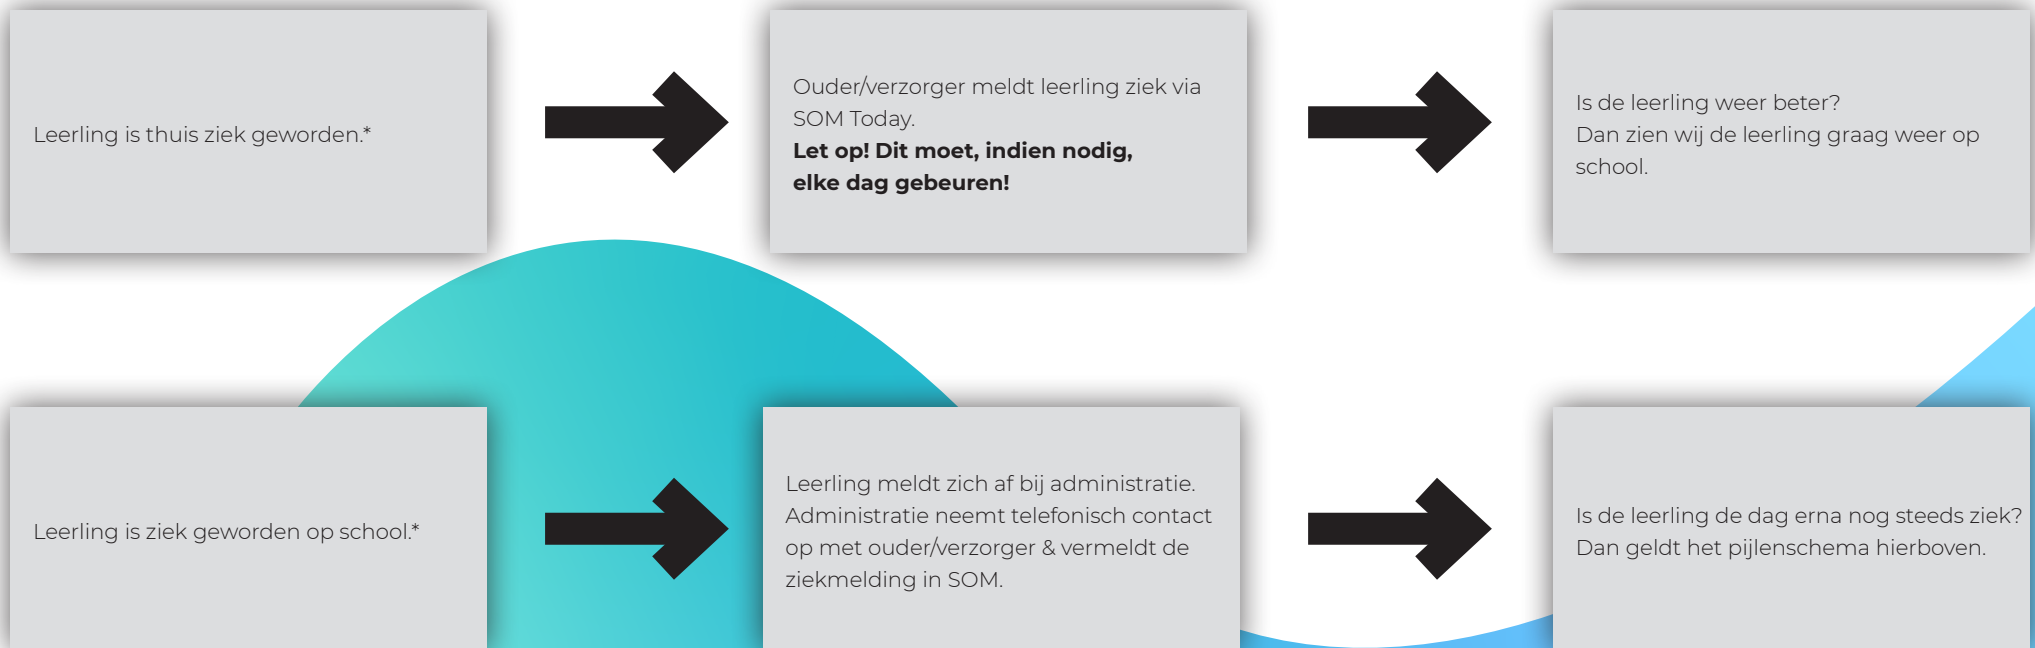 Leerling is thuis ziek geworden.*
Ouder/verzorger meldt leerling ziek via
SOM Today.
Let op! Dit moet, indien nodig,
elke dag gebeuren!
Is de leerling weer beter?
Dan zien wij de leerling graag weer op
school.
Leerling is ziek geworden op school.*
Leerling meldt zich af bij administratie.
Administratie neemt telefonisch contact
op met ouder/verzorger & vermeldt de
ziekmelding in SOM.
Is de leerling de dag erna nog steeds ziek?
Dan geldt het pijlenschema hierboven.